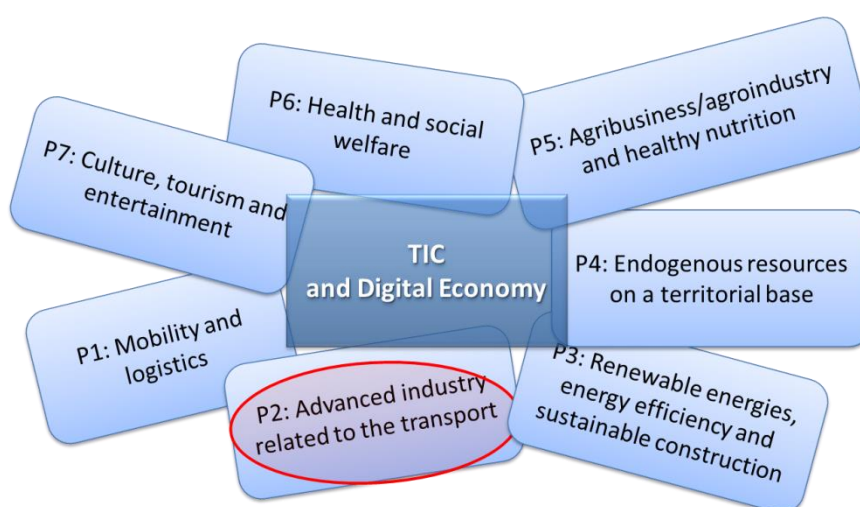 P6: Health and social
welfare
P5: Agribusiness/agroindustry
and healthy nutrition
P7: Culture, tourism and
entertainment
TIC
and Digital Economy
P4: Endogenous resources
on a territorial base
P1: Mobility and
logistics
P2: Advanced industry
related to the transport
P3: Renewable energies,
energy efficiency and
sustainable construction